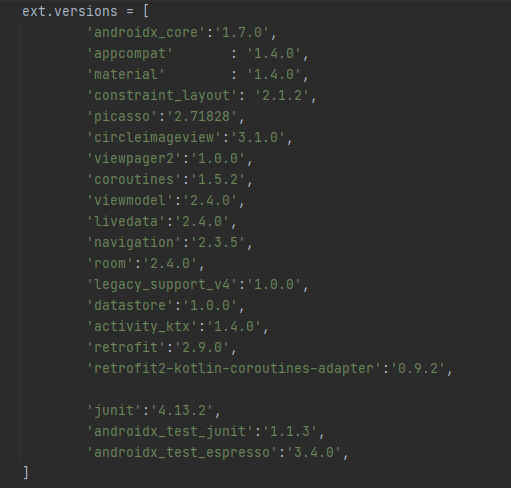 ext.versions = [
'androidx_core':'1.7.0',
'appcompat'       : '1.4.0',
'material'        : '1.4.0',
'constraint_layout': '2.1.2',
'picasso':'2.71828',
'circleimageview':'3.1.0',
'viewpager2':'1.0.0',
'coroutines':'1.5.2',
'viewmodel':'2.4.0',
'livedata':'2.4.0',
'navigation':'2.3.5',
'room':'2.4.0',
'legacy_support_v4':'1.0.0',
'datastore':'1.0.0',
'activity_ktx':'1.4.0',
'retrofit':'2.9.0',
'retrofit2-kotlin-coroutines-adapter':'0.9.2',
'junit':'4.13.2',
'androidx_test_junit':'1.1.3',
'androidx_test_espresso':'3.4.0',
]